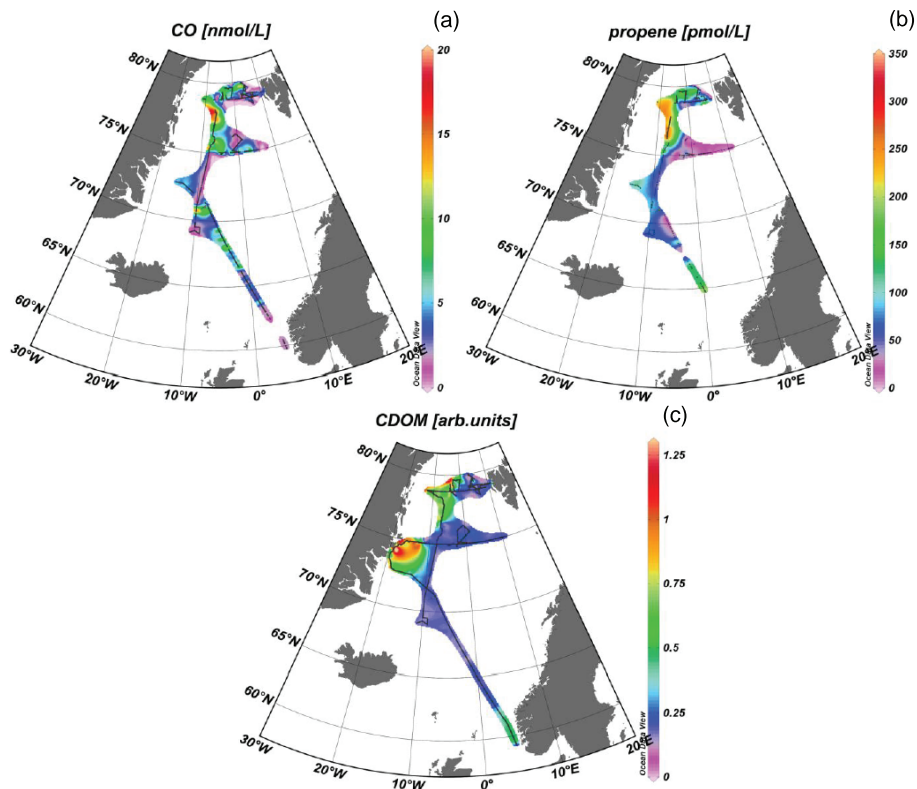 CO [nmol/L]
(a)
80°N
75°N
70°N
65°N
60°N
30°W
20°W
10°W
0°
10°E
20°E
20
15
10
5
0
Ocean Data View
propene [pmol/L]
(b)
80°N
75°N
70°N
65°N
60°N
30°W
20°W
10°W
0°
10°E
20°E
350
300
250
200
150
100
50
0
Ocean Data View
CDOM [arb.units]
(c)
80°N
75°N
70°N
65°N
60°N
30°W
20°W
10°W
0°
10°E
20°E
1.25
1
0.75
0.5
0.25
0
Ocean Data View